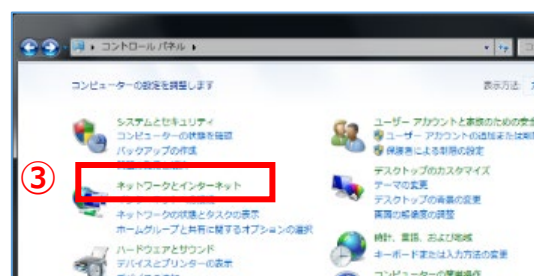 コントロール パネル
コンピューターの設定を調整します
表示方法:
システムとセキュリティ
コンピューターの状態を確認
バックアップの作成
③
ネットワークとインターネット
ネットワークの状態とタスクの表示
ホームグループと共有に関するオプションの選択
ハードウェアとサウンド
デバイスとプリンターの表示
ユーザー アカウントと家族のための安全
ユーザー アカウントの追加または削除
保護者による制限の設定
デスクトップのカスタマイズ
テーマの変更
デスクトップの背景の変更
画面の解像度の調整
時計、言語、および地域
キーボードまたは入力方法の変更
コンピューターの簡単操作